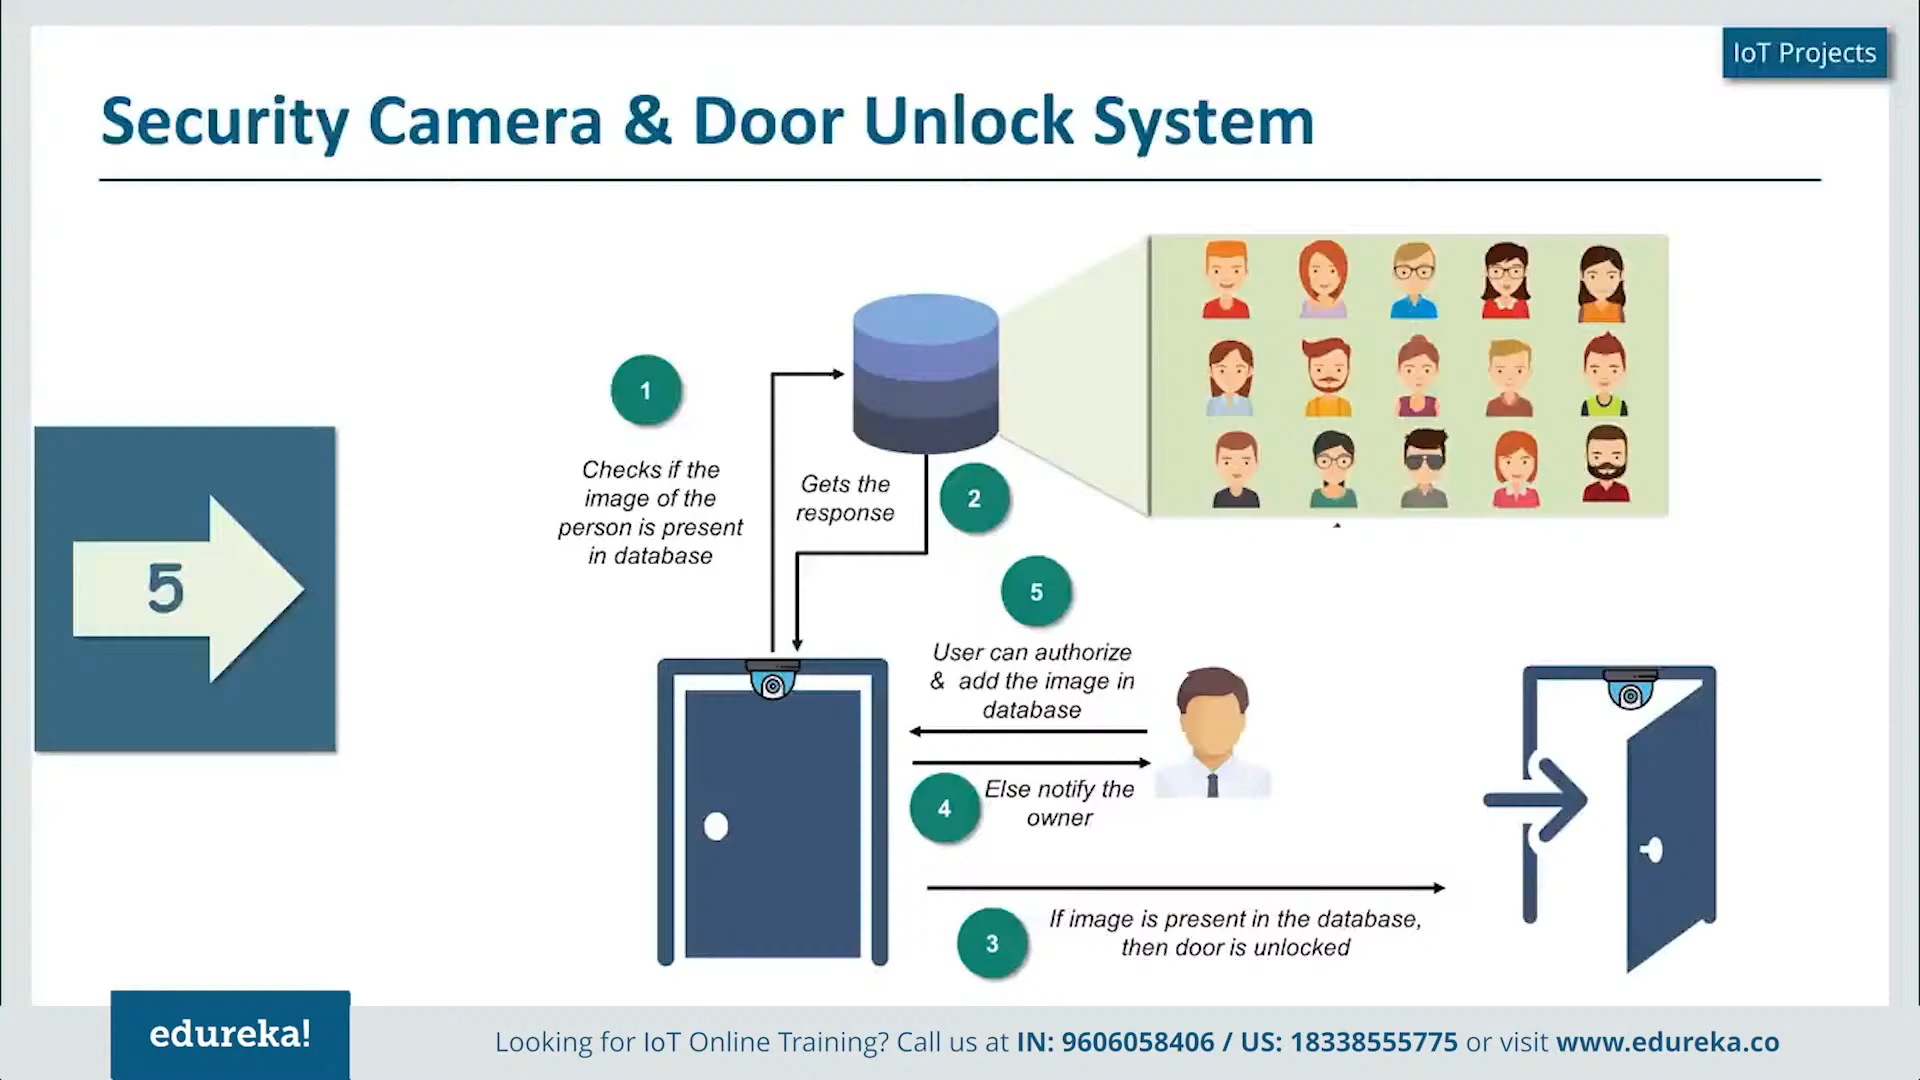 IoT Projects
Security Camera & Door Unlock System
1
Checks if the
image of the
person is present
in database
Gets the
response
2
5
5
User can authorize
& add the image in
database
4
Else notify the
owner
3
If image is present in the database,
then door is unlocked
edureka!
Looking for IoT Online Training? Call us at IN: 9606058406 / US: 18338555775 or visit www.edureka.co